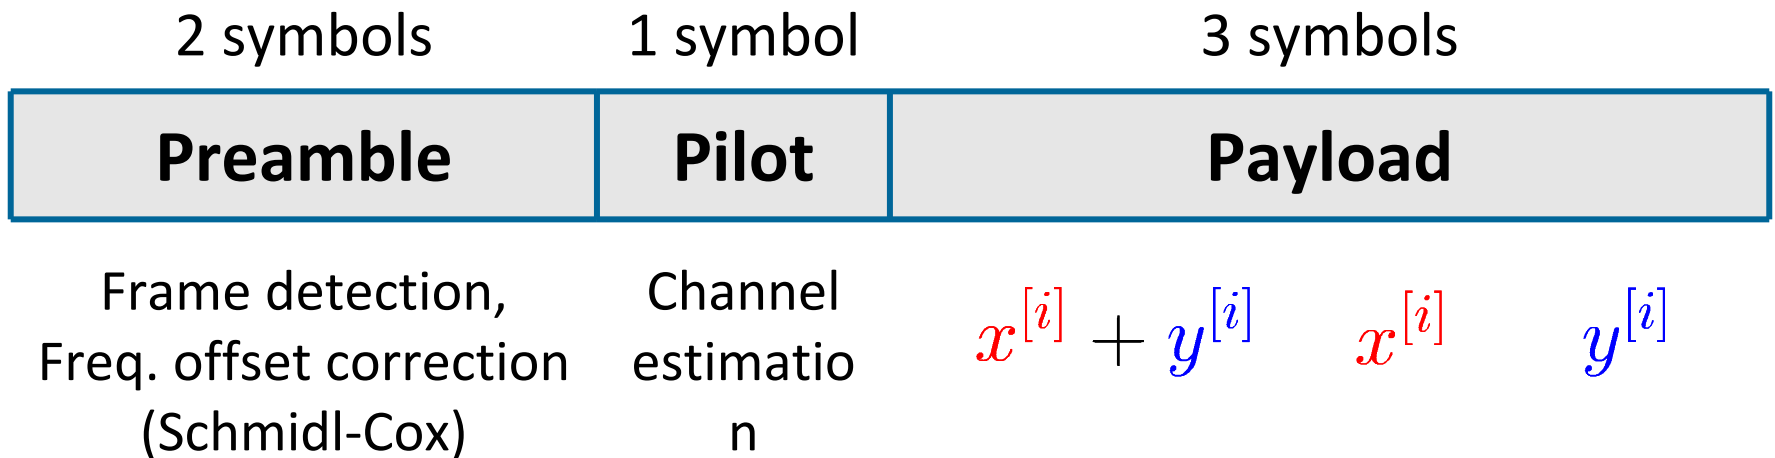 2 symbols 1 symbol 3 symbols
Preamble Pilot Payload
Frame detection, Channel x^{[i]} + y^{[i]} x^{[i]} y^{[i]}
Freq. offset correction estimatio
(Schmidl-Cox) n